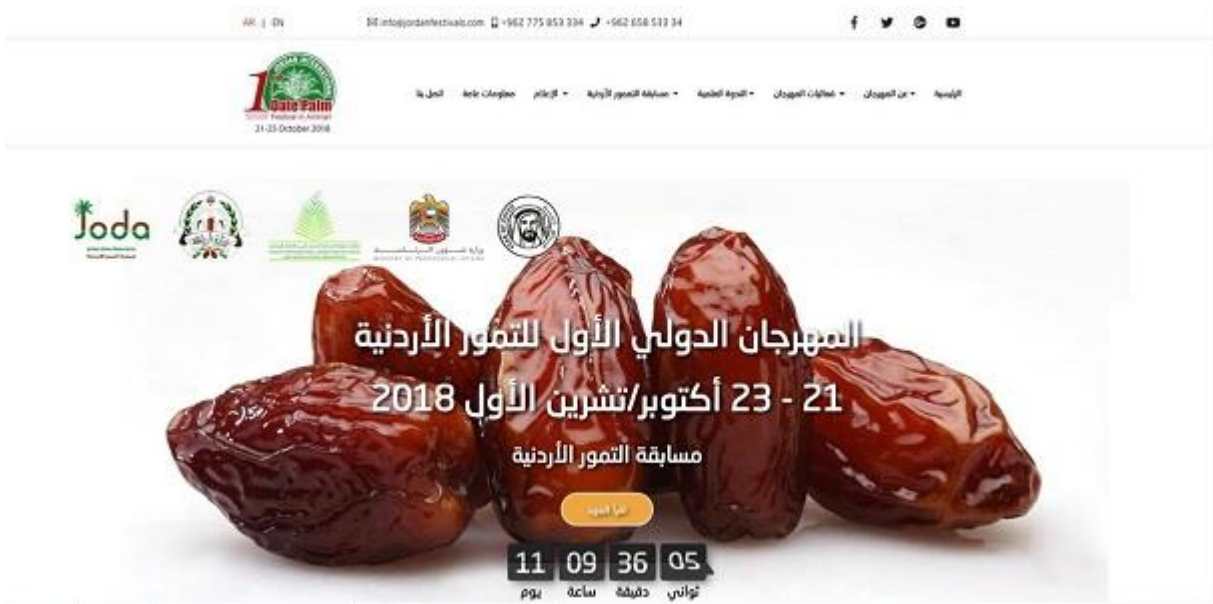 AR | EN
info@jordanfestivals.com +962 775 853 334 +962 658 533 34
1
Date Palm
21-23 October 2018
الرئيسية عن المهرجان فعاليات المهرجان الندوة العلمية مسابقة التمور الأردنية الإعلام معلومات عامة اتصل بنا
Joda
المهرجان الدولي الأول للتمور الأردنية
21 - 23 أكتوبر/تشرين الأول 2018
مسابقة التمور الأردنية
اقرأ المزيد
11 09 36 05
يوم ساعة دقيقة ثواني